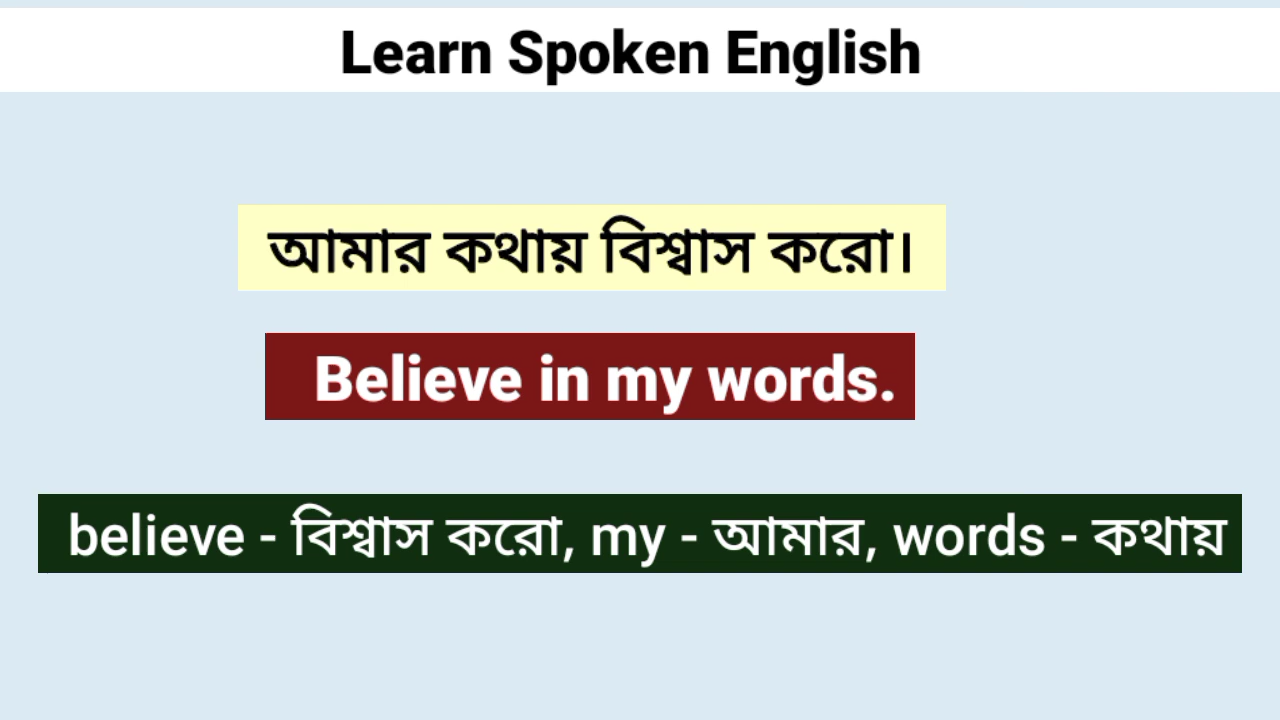 Learn Spoken English
আমার কথায় বিশ্বাস করো।
Believe in my words.
believe - বিশ্বাস করো, my - আমার, words - কথায়